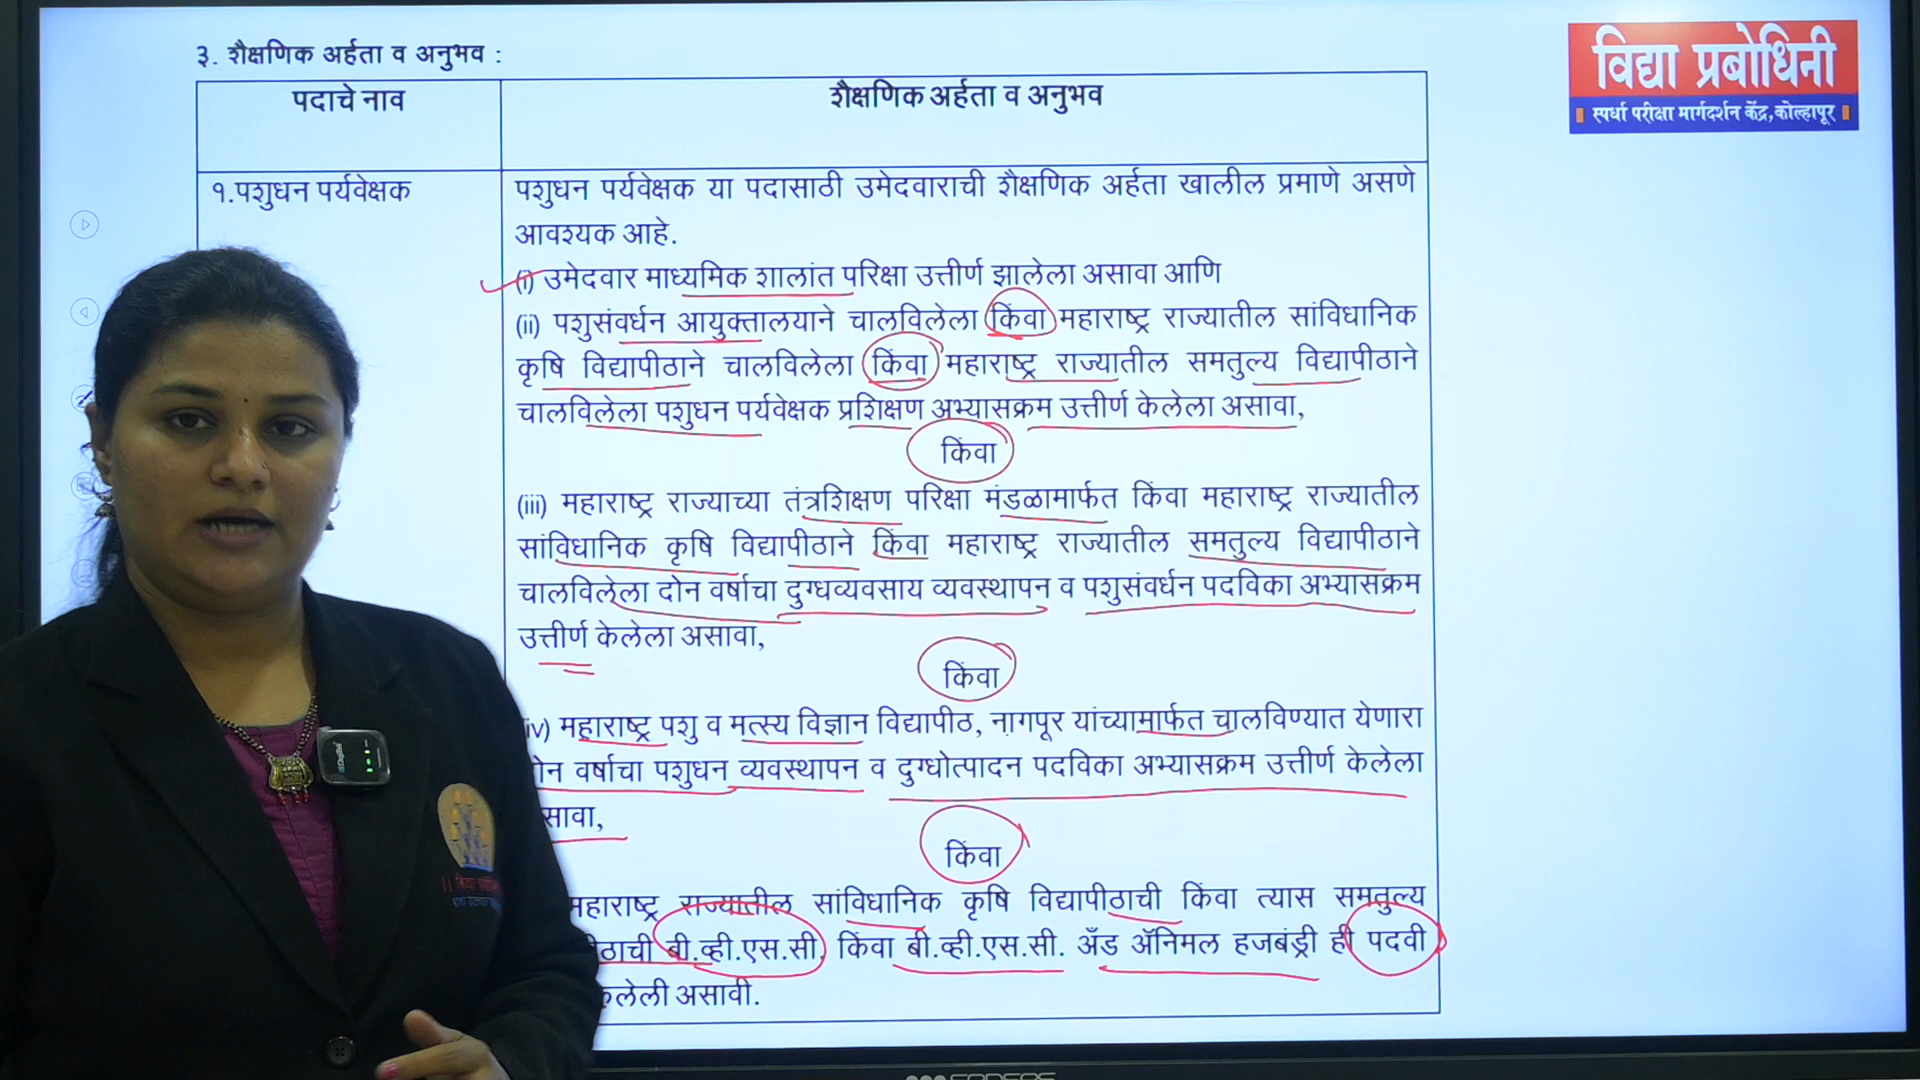 ३. शैक्षणिक अर्हता व अनुभव :
पदाचे नाव
शैक्षणिक अर्हता व अनुभव
विद्या प्रबोधिनी
स्पर्धा परीक्षा मार्गदर्शन केंद्र,कोल्हापूर
१.पशुधन पर्यवेक्षक
पशुधन पर्यवेक्षक या पदासाठी उमेदवाराची शैक्षणिक अर्हता खालील प्रमाणे असणे
आवश्यक आहे.
(i) उमेदवार माध्यमिक शालांत परिक्षा उत्तीर्ण झालेला असावा आणि
(ii) पशुसंवर्धन आयुक्तालयाने चालविलेला किंवा महाराष्ट्र राज्यातील सांविधानिक
कृषि विद्यापीठाने चालविलेला किंवा महाराष्ट्र राज्यातील समतुल्य विद्यापीठाने
चालविलेला पशुधन पर्यवेक्षक प्रशिक्षण अभ्यासक्रम उत्तीर्ण केलेला असावा,
किंवा
(iii) महाराष्ट्र राज्याच्या तंत्रशिक्षण परिक्षा मंडळामार्फत किंवा महाराष्ट्र राज्यातील
सांविधानिक कृषि विद्यापीठाने किंवा महाराष्ट्र राज्यातील समतुल्य विद्यापीठाने
चालविलेला दोन वर्षाचा दुग्धव्यवसाय व्यवस्थापन व पशुसंवर्धन पदविका अभ्यासक्रम
उत्तीर्ण केलेला असावा,
किंवा
iv) महाराष्ट्र पशु व मत्स्य विज्ञान विद्यापीठ, नागपूर यांच्यामार्फत चालविण्यात येणारा
ोन वर्षाचा पशुधन व्यवस्थापन व दुग्धोत्पादन पदविका अभ्यासक्रम उत्तीर्ण केलेला
सावा,
किंवा
महाराष्ट्र राज्यातील सांविधानिक कृषि विद्यापीठाची किंवा त्यास समतुल्य
ीठाची बी.व्ही.एस.सी. किंवा बी.व्ही.एस.सी. अँड ॲनिमल हजबंड्री ही पदवी
केलेली असावी.